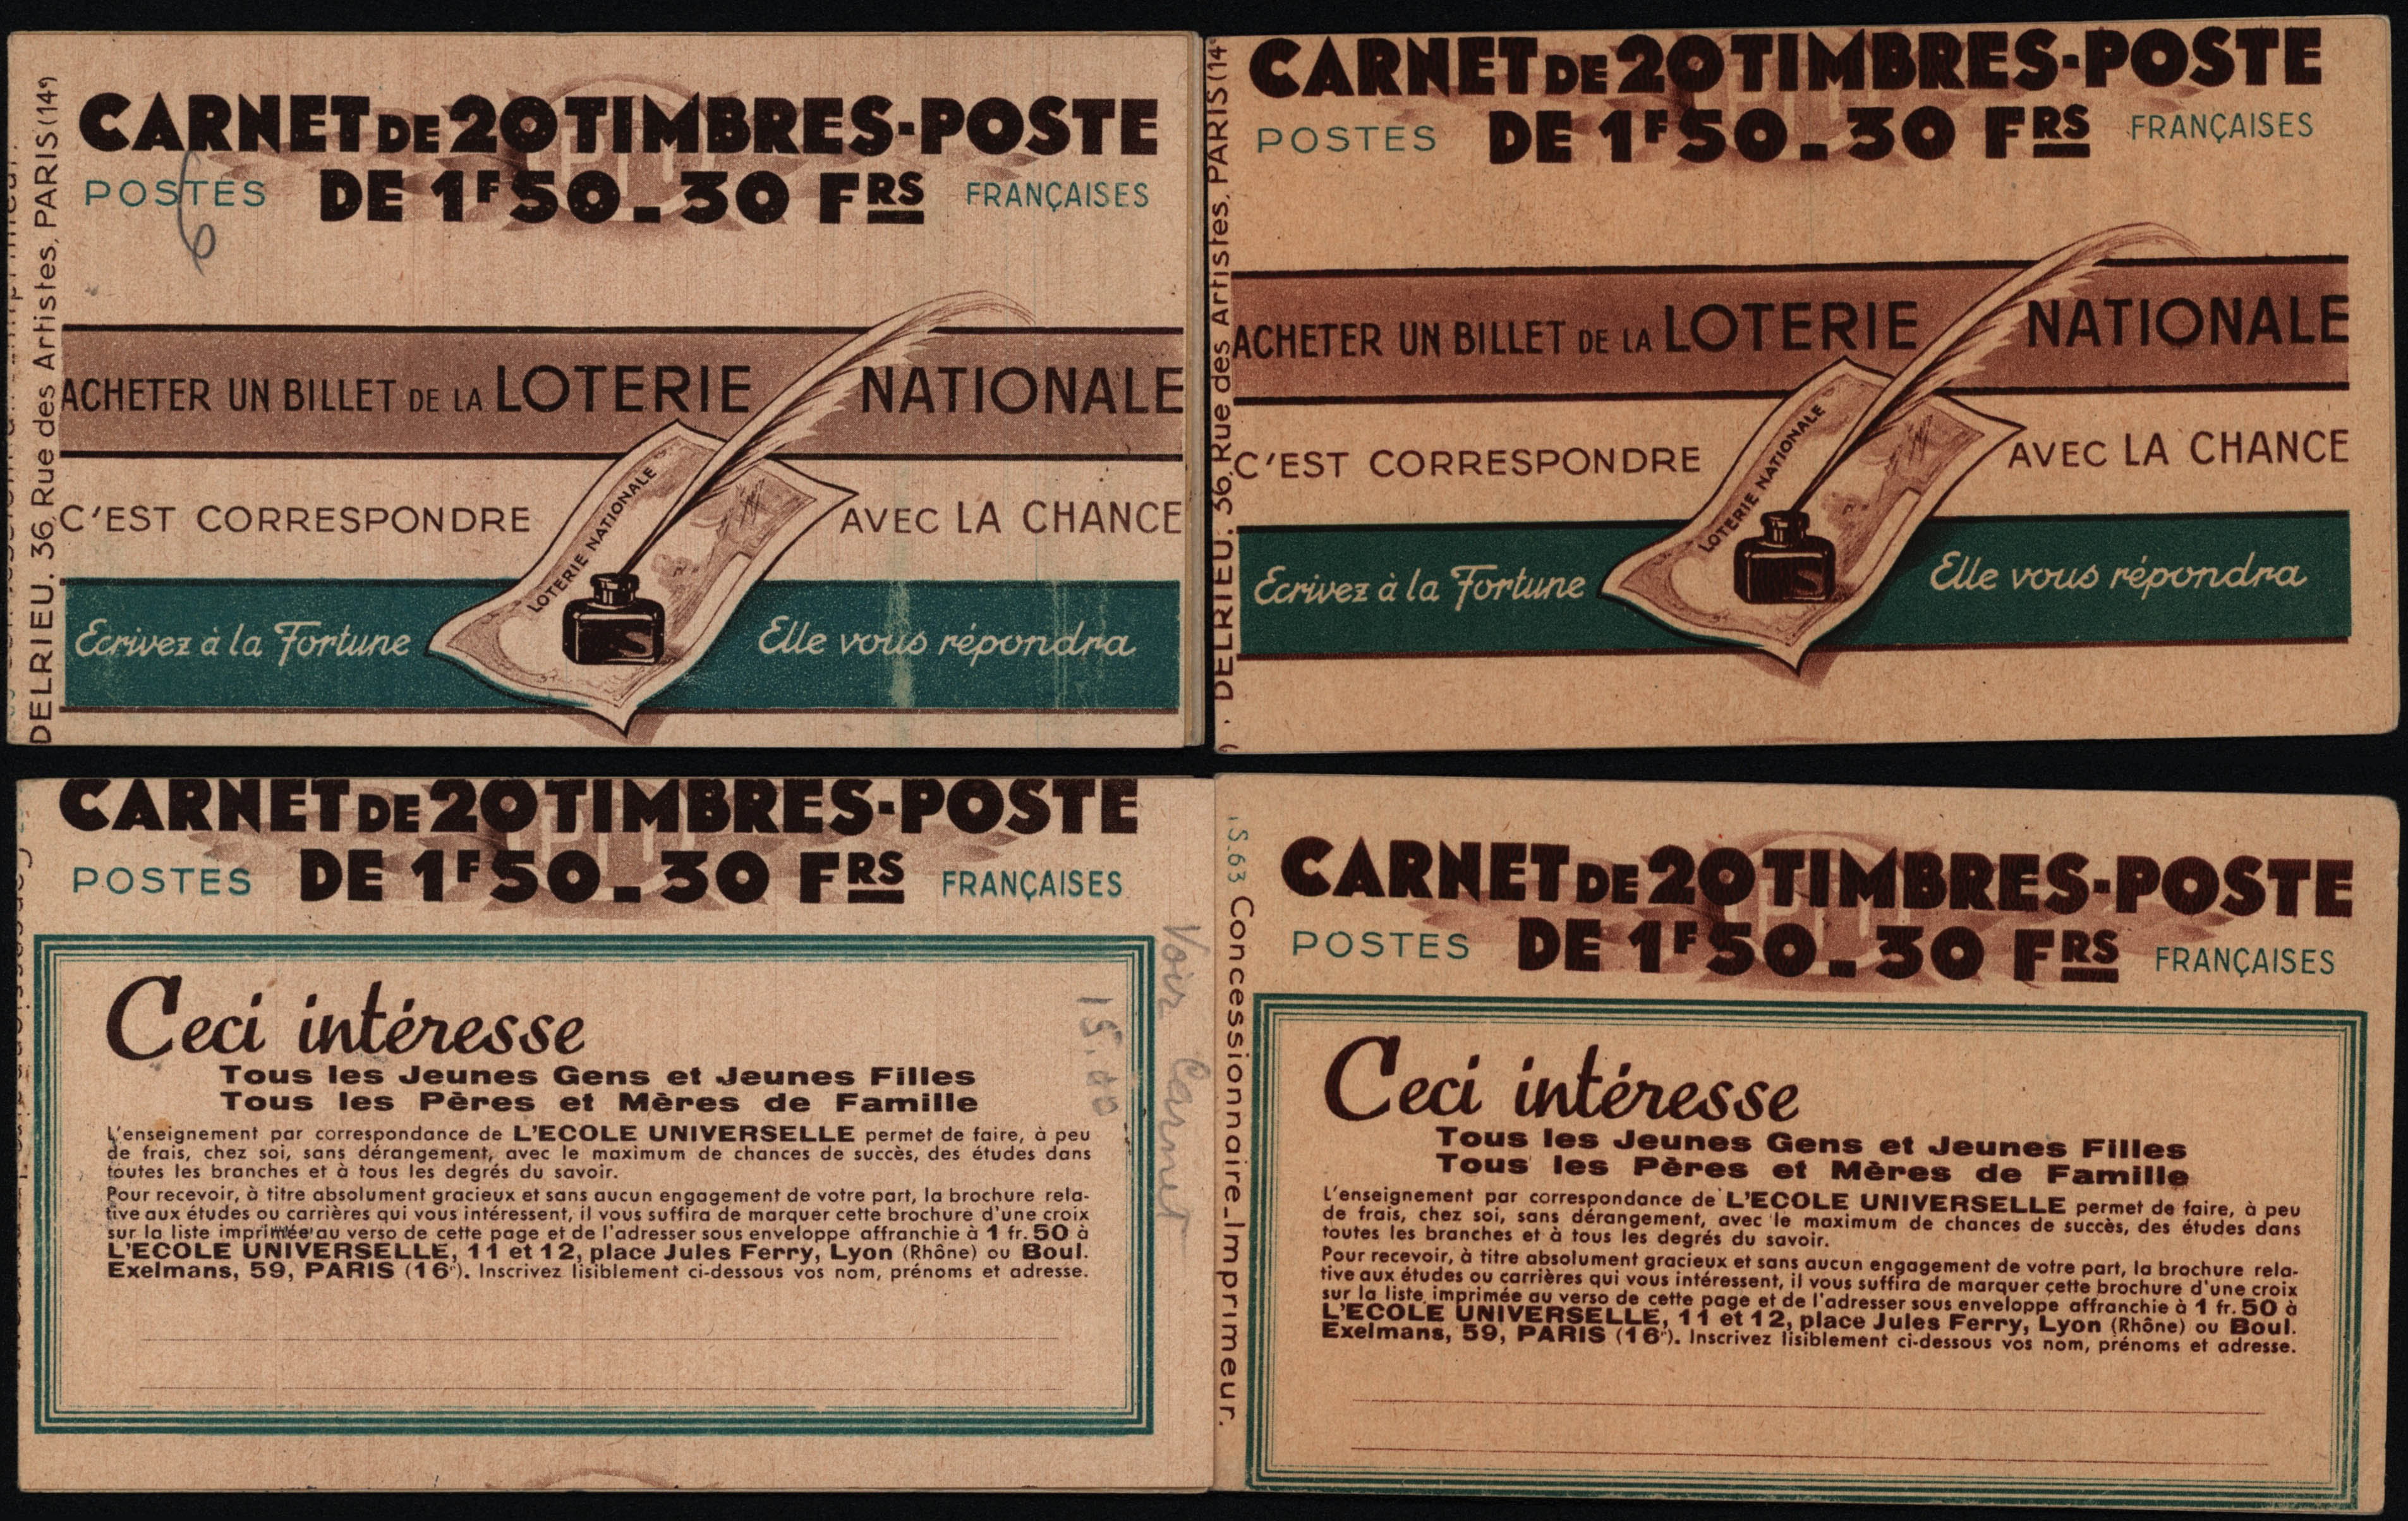 CARNET DE 20 TIMBRES-POSTE
POSTES DE 1F50 - 30 FRS FRANÇAISES
6
ACHETER UN BILLET DE LA LOTERIE NATIONALE
C'EST CORRESPONDRE AVEC LA CHANCE
LOTERIE NATIONALE
Ecrivez à la Fortune Elle vous répondra
DELRIEU. 36, Rue des Artistes, PARIS (14e)
CARNET DE 20 TIMBRES-POSTE
POSTES DE 1F50 - 30 FRS FRANÇAISES
ACHETER UN BILLET DE LA LOTERIE NATIONALE
C'EST CORRESPONDRE AVEC LA CHANCE
LOTERIE NATIONALE
Ecrivez à la Fortune Elle vous répondra
DELRIEU. 36, Rue des Artistes, PARIS (14
CARNET DE 20 TIMBRES-POSTE
POSTES DE 1F50 - 30 FRS FRANÇAISES
Ceci intéresse
Tous les Jeunes Gens et Jeunes Filles
Tous les Pères et Mères de Famille
L'enseignement par correspondance de L'ECOLE UNIVERSELLE permet de faire, à peu
de frais, chez soi, sans dérangement, avec le maximum de chances de succès, des études dans
toutes les branches et à tous les degrés du savoir.
Pour recevoir, à titre absolument gracieux et sans aucun engagement de votre part, la brochure rela-
tive aux études ou carrières qui vous intéressent, il vous suffira de marquer cette brochure d'une croix
sur la liste imprimée au verso de cette page et de l'adresser sous enveloppe affranchie à 1 fr. 50 à
L'ECOLE UNIVERSELLE, 11 et 12, place Jules Ferry, Lyon (Rhône) ou Boul.
Exelmans, 59, PARIS (16e). Inscrivez lisiblement ci-dessous vos nom, prénoms et adresse.
Voir Carnet
CARNET DE 20 TIMBRES-POSTE
POSTES DE 1F50 - 30 FRS FRANÇAISES
S.63 Concessionnaire-Imprimeur.
Ceci intéresse
Tous les Jeunes Gens et Jeunes Filles
Tous les Pères et Mères de Famille
L'enseignement par correspondance de L'ECOLE UNIVERSELLE permet de faire, à peu
de frais, chez soi, sans dérangement, avec le maximum de chances de succès, des études dans
toutes les branches et à tous les degrés du savoir.
Pour recevoir, à titre absolument gracieux et sans aucun engagement de votre part, la brochure rela-
tive aux études ou carrières qui vous intéressent, il vous suffira de marquer cette brochure d'une croix
sur la liste imprimée au verso de cette page et de l'adresser sous enveloppe affranchie à 1 fr. 50 à
L'ECOLE UNIVERSELLE, 11 et 12, place Jules Ferry, Lyon (Rhône) ou Boul.
Exelmans, 59, PARIS (16e). Inscrivez lisiblement ci-dessous vos nom, prénoms et adresse.